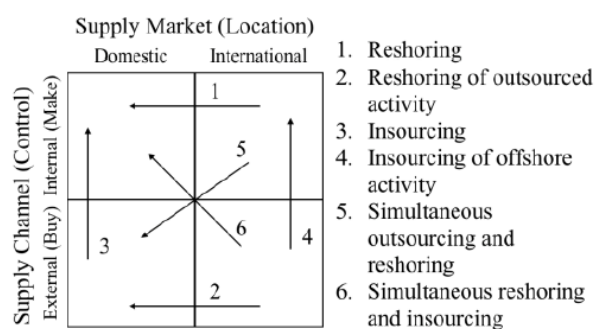 Supply Market (Location)
Domestic
International
Supply Channel (Control)
Internal (Make)
External (Buy)
1
5
6
3
4
2
1. Reshoring
2. Reshoring of outsourced
activity
3. Insourcing
4. Insourcing of offshore
activity
5. Simultaneous
outsourcing and
reshoring
6. Simultaneous reshoring
and insourcing